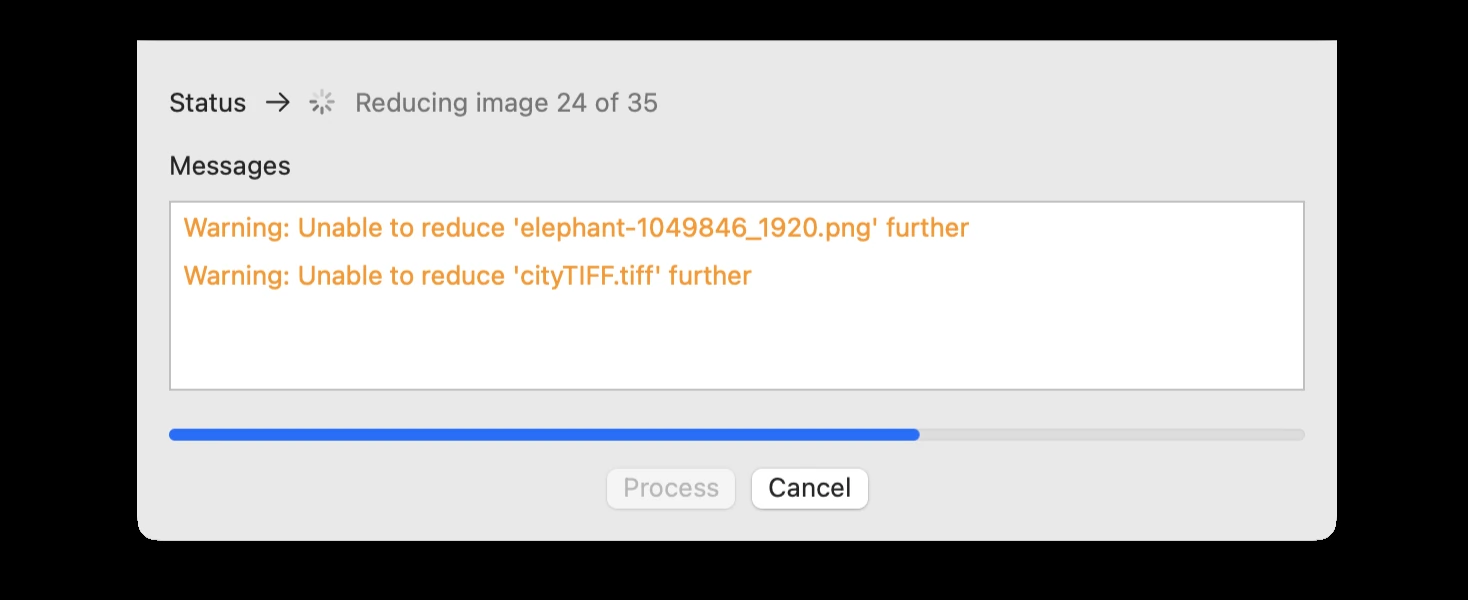 Status → Reducing image 24 of 35
Messages
Warning: Unable to reduce 'elephant-1049846_1920.png' further
Warning: Unable to reduce 'cityTIFF.tiff' further
Process Cancel